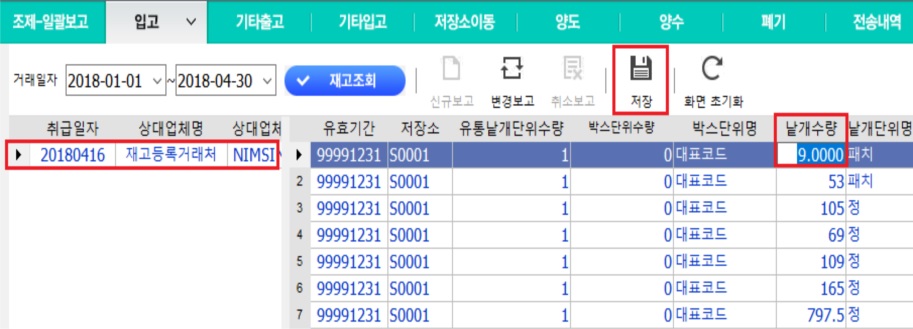 조제-일괄보고 입고 기타출고 기타입고 저장소이동 양도 양수 폐기 전송내역
거래일자 2018-01-01 ~ 2018-04-30 재고조회 신규보고 변경보고 취소보고 저장 화면 초기화
취급일자 상대업체명 상대업체 유효기간 저장소 유통낱개단위수량 박스단위수량 박스단위명 낱개수량 낱개단위명
20180416 재고등록거래처 NIMSI 99991231 S0001 1 0 대표코드 9.0000 패치
2 99991231 S0001 1 0 대표코드 53 패치
3 99991231 S0001 1 0 대표코드 105 정
4 99991231 S0001 1 0 대표코드 69 정
5 99991231 S0001 1 0 대표코드 109 정
6 99991231 S0001 1 0 대표코드 165 정
7 99991231 S0001 1 0 대표코드 797.5 정